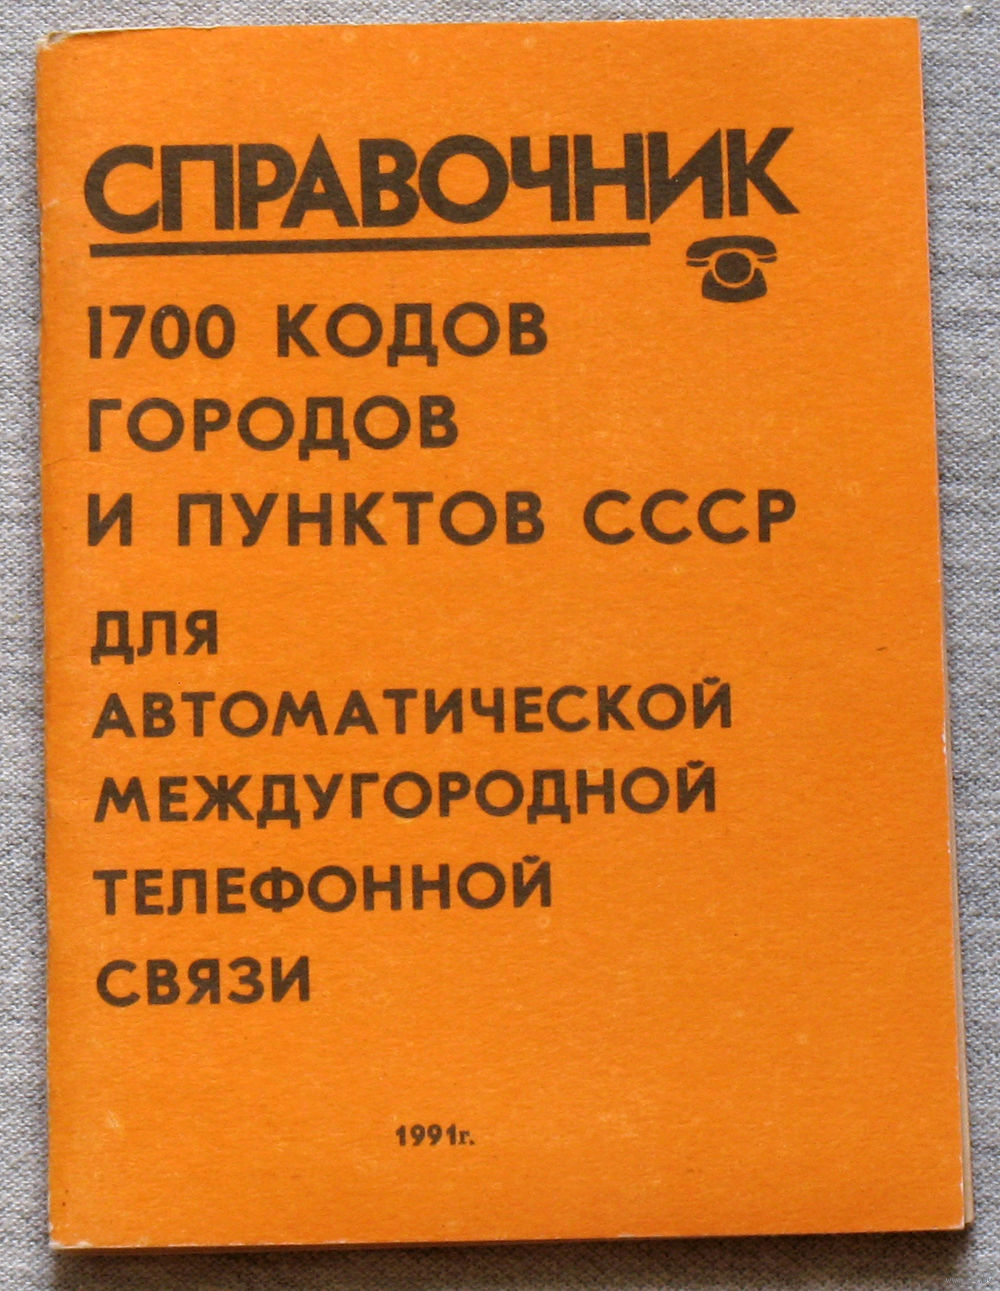 СПРАВОЧНИК
1700 КОДОВ
ГОРОДОВ
И ПУНКТОВ СССР
ДЛЯ
АВТОМАТИЧЕСКОЙ
МЕЖДУГОРОДНОЙ
ТЕЛЕФОННОЙ
СВЯЗИ
1991г.